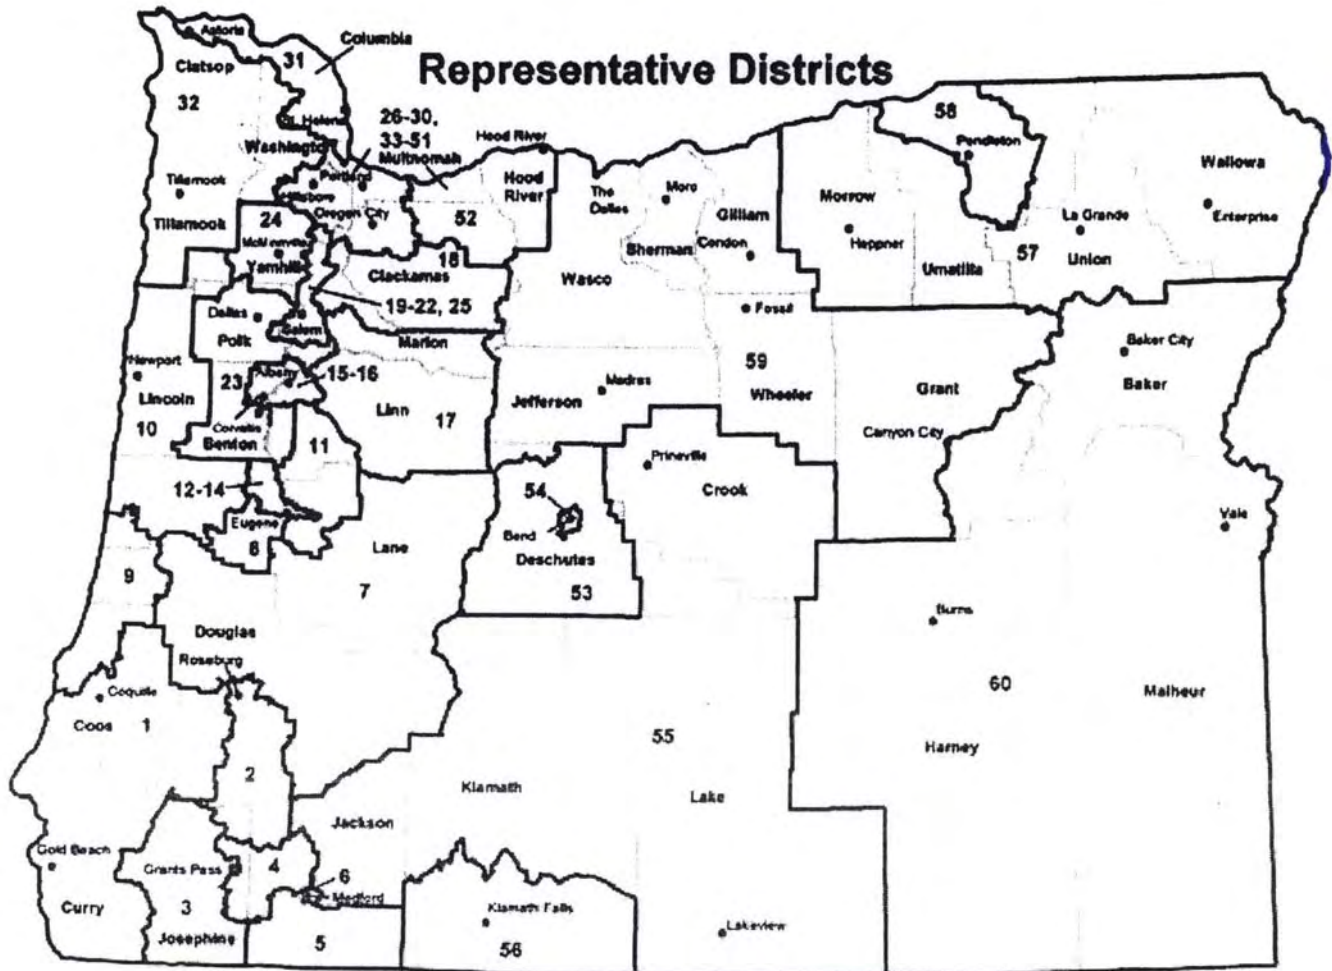 Representative Districts
Astoria
Columbia
31
Clatsop
32
St. Helens
26-30,
33-51
Multnomah
Washington
Portland
Hillsboro
Oregon City
Hood River
Hood
River
52
Tillamook
Tillamook
24
McMinnville
Yamhill
18
Clackamas
19-22, 25
The
Dalles
Moro
Sherman
Gilliam
Condon
Wasco
58
Pendleton
Morrow
Heppner
Umatilla
57
La Grande
Union
Wallowa
Enterprise
Dallas
Polk
Salem
Marion
Fossil
59
Wheeler
Baker City
Baker
Newport
Lincoln
10
23
Albany
15-16
Corvallis
Benton
Linn
17
Jefferson
Madras
Grant
Canyon City
11
12-14
Eugene
8
Lane
7
54
Bend
Deschutes
53
Prineville
Crook
Vale
9
Douglas
Roseburg
Coquille
Coos
1
2
Burns
60
Malheur
Harney
55
Klamath
Lake
Jackson
Gold Beach
Curry
Grants Pass
3
Josephine
4
6
Medford
5
Klamath Falls
56
Lakeview